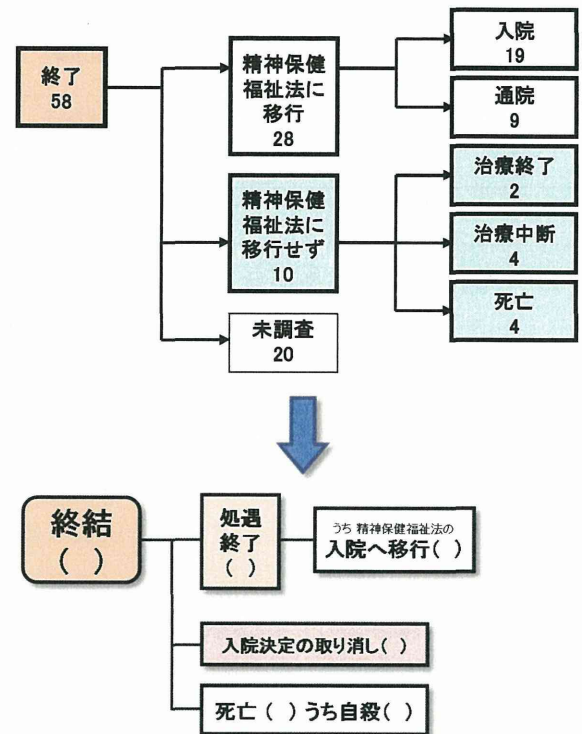 終了
58
精神保健
福祉法に
移行
28
入院
19
通院
9
精神保健
福祉法に
移行せず
10
治療終了
2
治療中断
4
死亡
4
未調査
20
終結
( )
処遇
終了
( )
うち 精神保健福祉法の
入院へ移行( )
入院決定の取り消し( )
死亡( )うち自殺( )